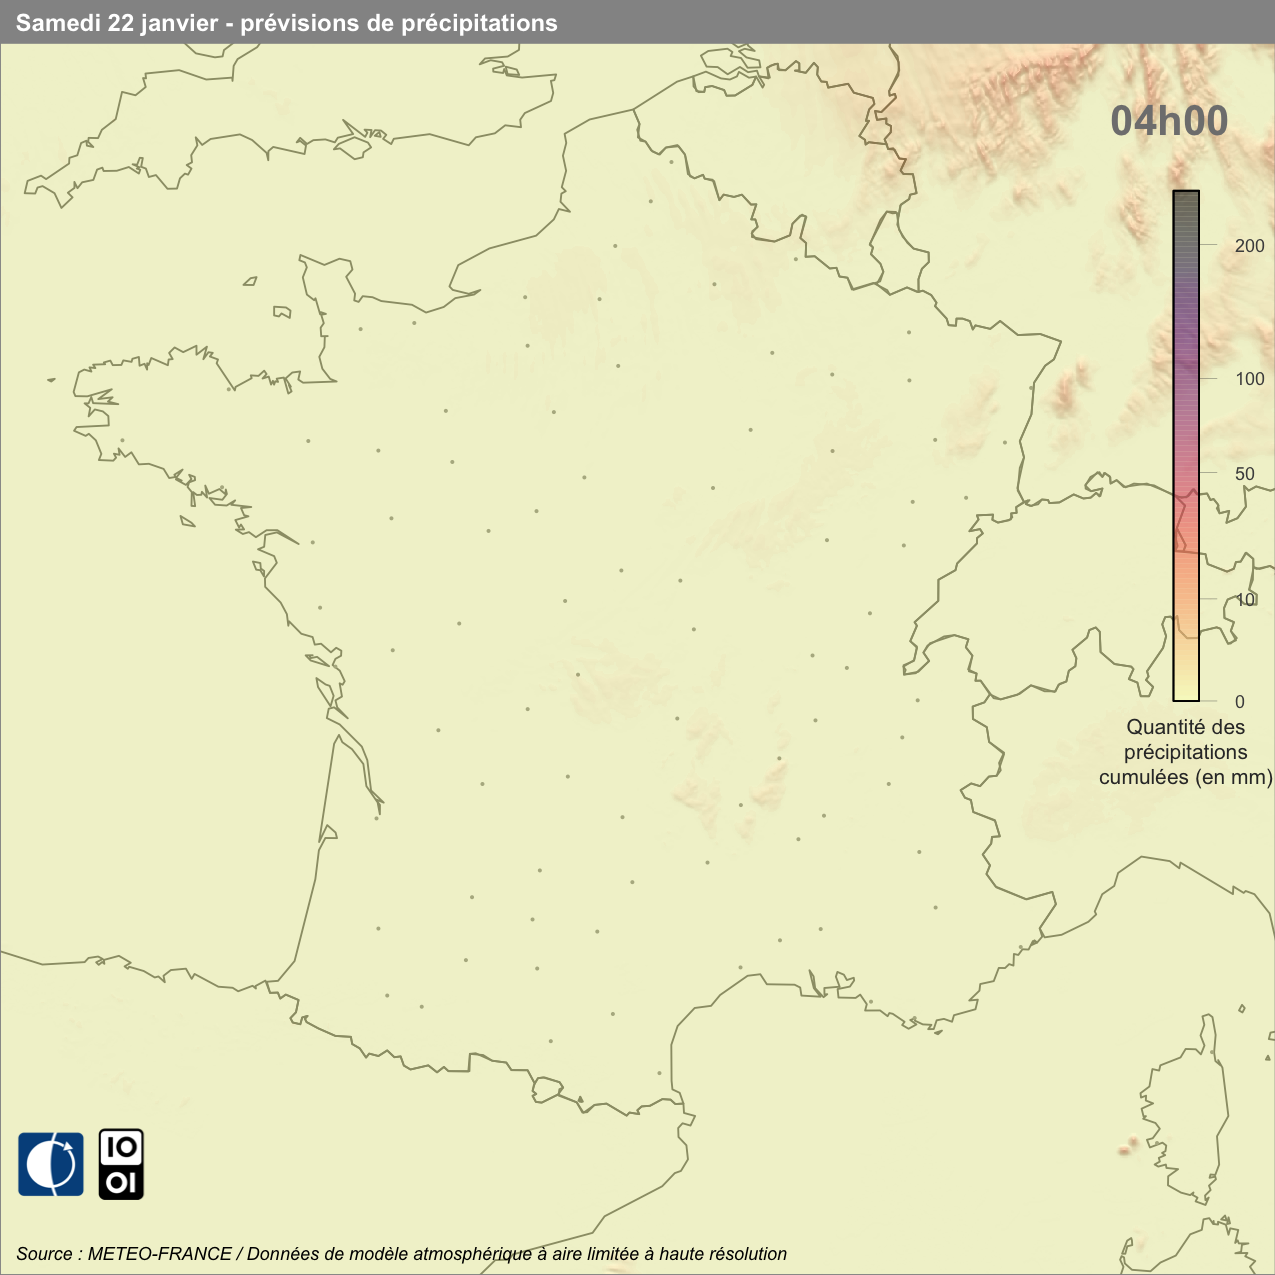 Samedi 22 janvier - prévisions de précipitations
04h00
200
100
50
10
0
Quantité des
précipitations
cumulées (en mm)
IO
OI
Source : METEO-FRANCE / Données de modèle atmosphérique à aire limitée à haute résolution